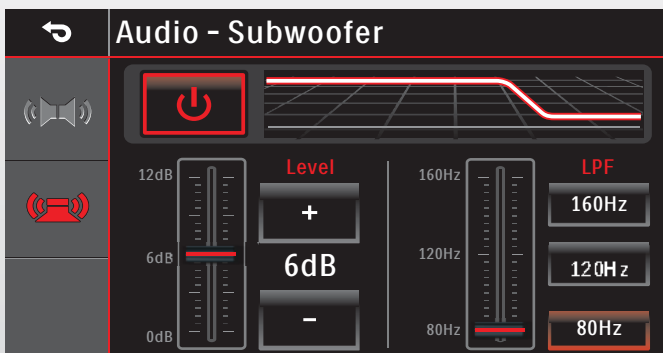 Audio - Subwoofer
12dB
6dB
0dB
Level
+
6dB
-
160Hz
120Hz
80Hz
LPF
160Hz
120Hz
80Hz